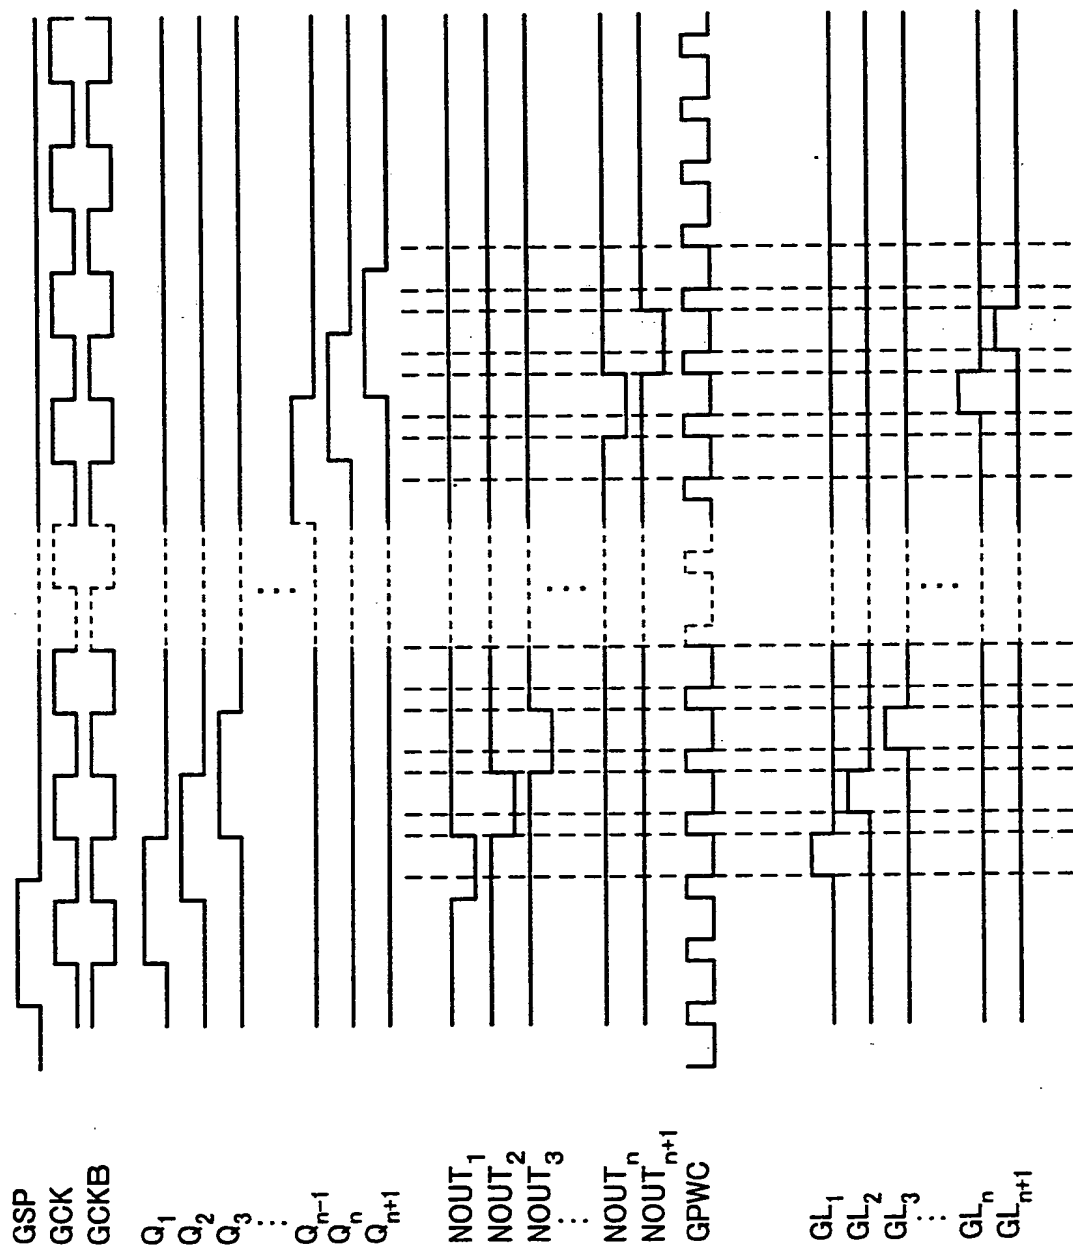 GSP
GCK
GCKB
Q1
Q2
Q3
⋮
Qn-1
Qn
Qn+1
NOUT1
NOUT2
NOUT3
⋮
NOUTn
NOUTn+1
GPWC
GL1
GL2
GL3
⋮
GLn
GLn+1